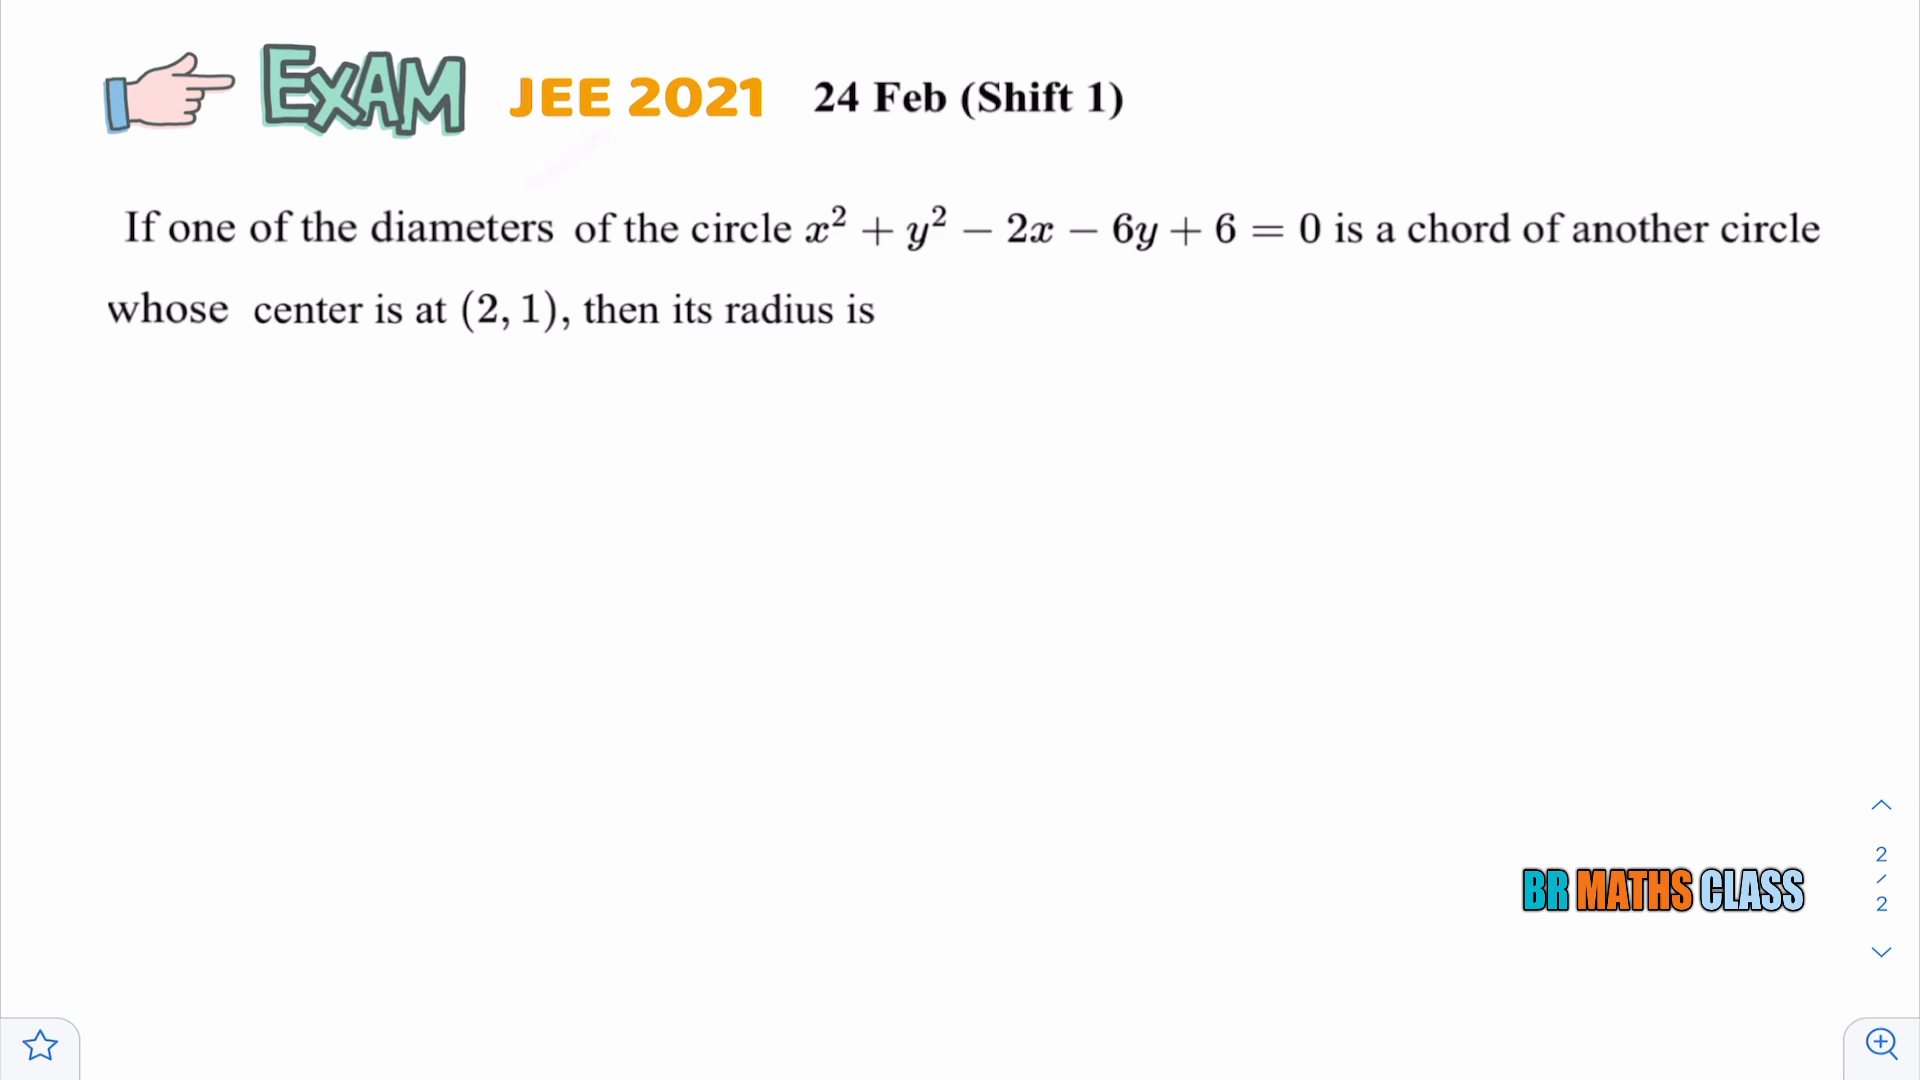 EXAM JEE 2021 24 Feb (Shift 1)
If one of the diameters of the circle x² + y² − 2x − 6y + 6 = 0 is a chord of another circle
whose center is at (2, 1), then its radius is
BR MATHS CLASS
2
/
2